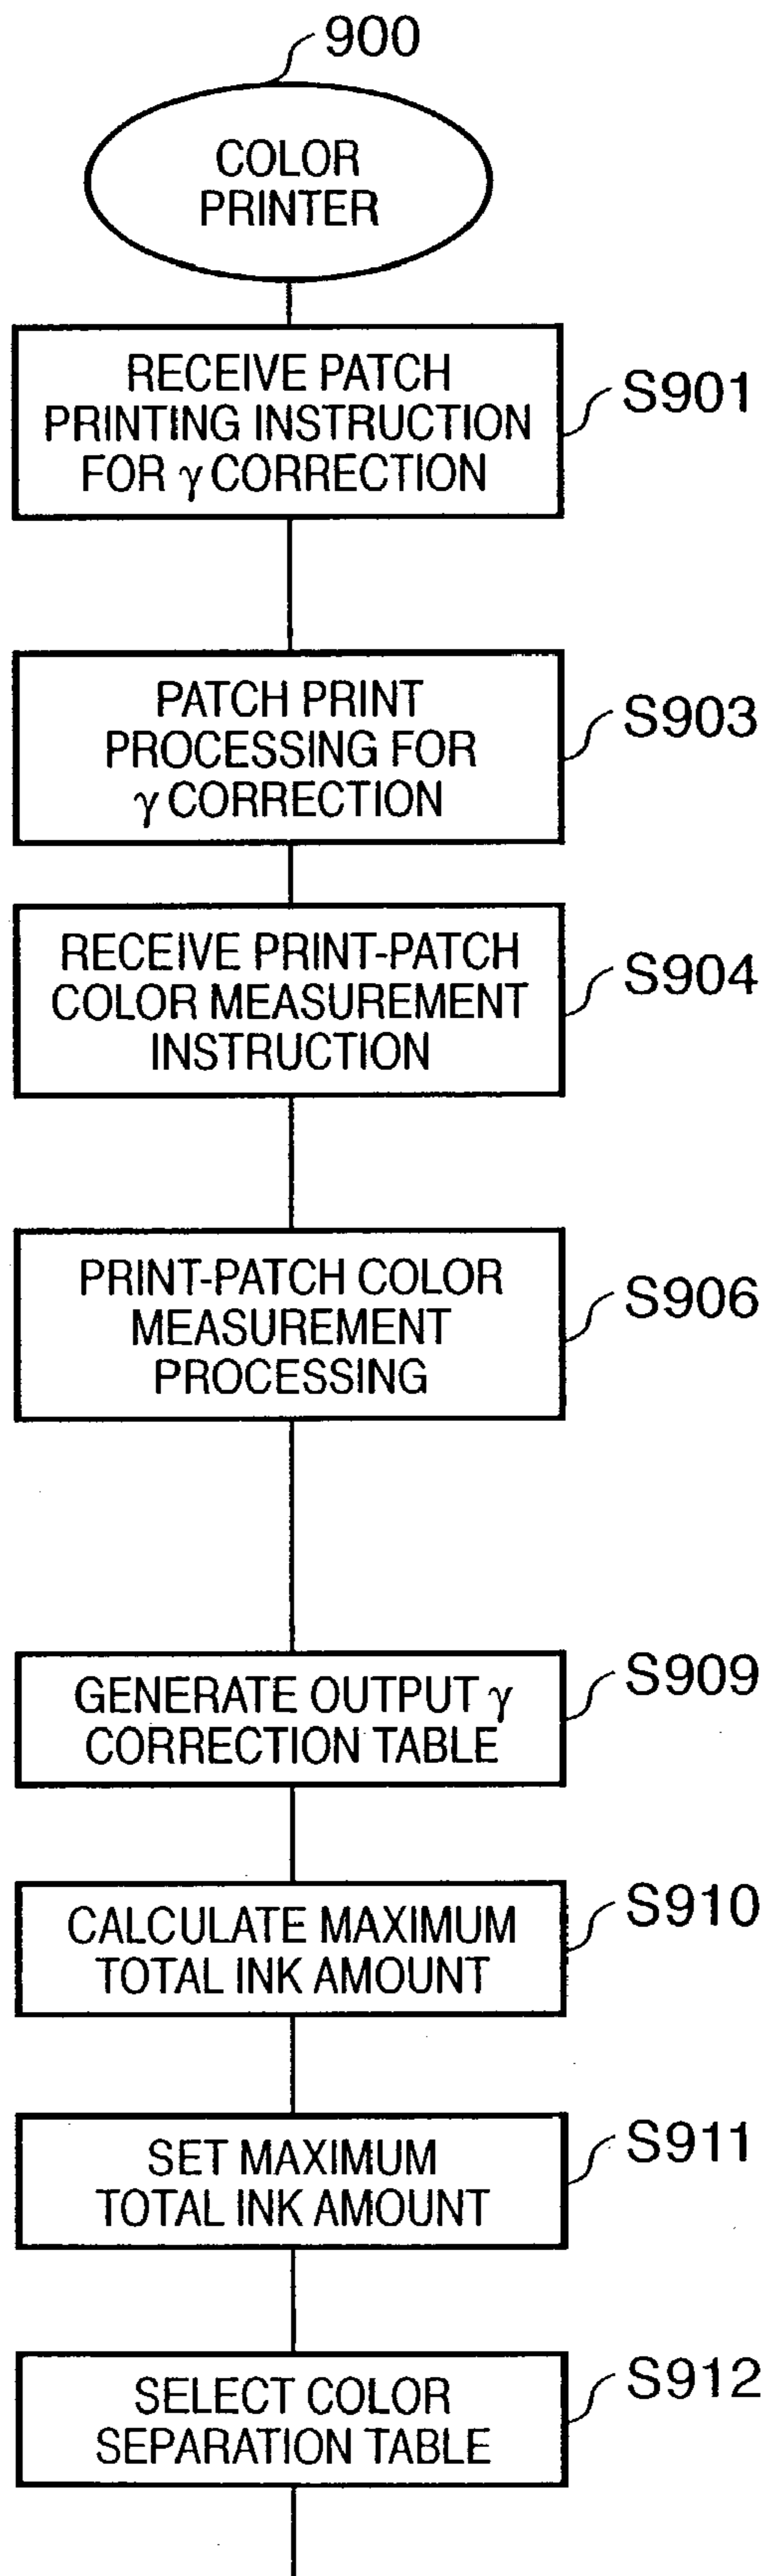 900
COLOR
PRINTER
RECEIVE PATCH
PRINTING INSTRUCTION
FOR γ CORRECTION
S901
PATCH PRINT
PROCESSING FOR
γ CORRECTION
S903
RECEIVE PRINT-PATCH
COLOR MEASUREMENT
INSTRUCTION
S904
PRINT-PATCH COLOR
MEASUREMENT
PROCESSING
S906
GENERATE OUTPUT γ
CORRECTION TABLE
S909
CALCULATE MAXIMUM
TOTAL INK AMOUNT
S910
SET MAXIMUM
TOTAL INK AMOUNT
S911
SELECT COLOR
SEPARATION TABLE
S912